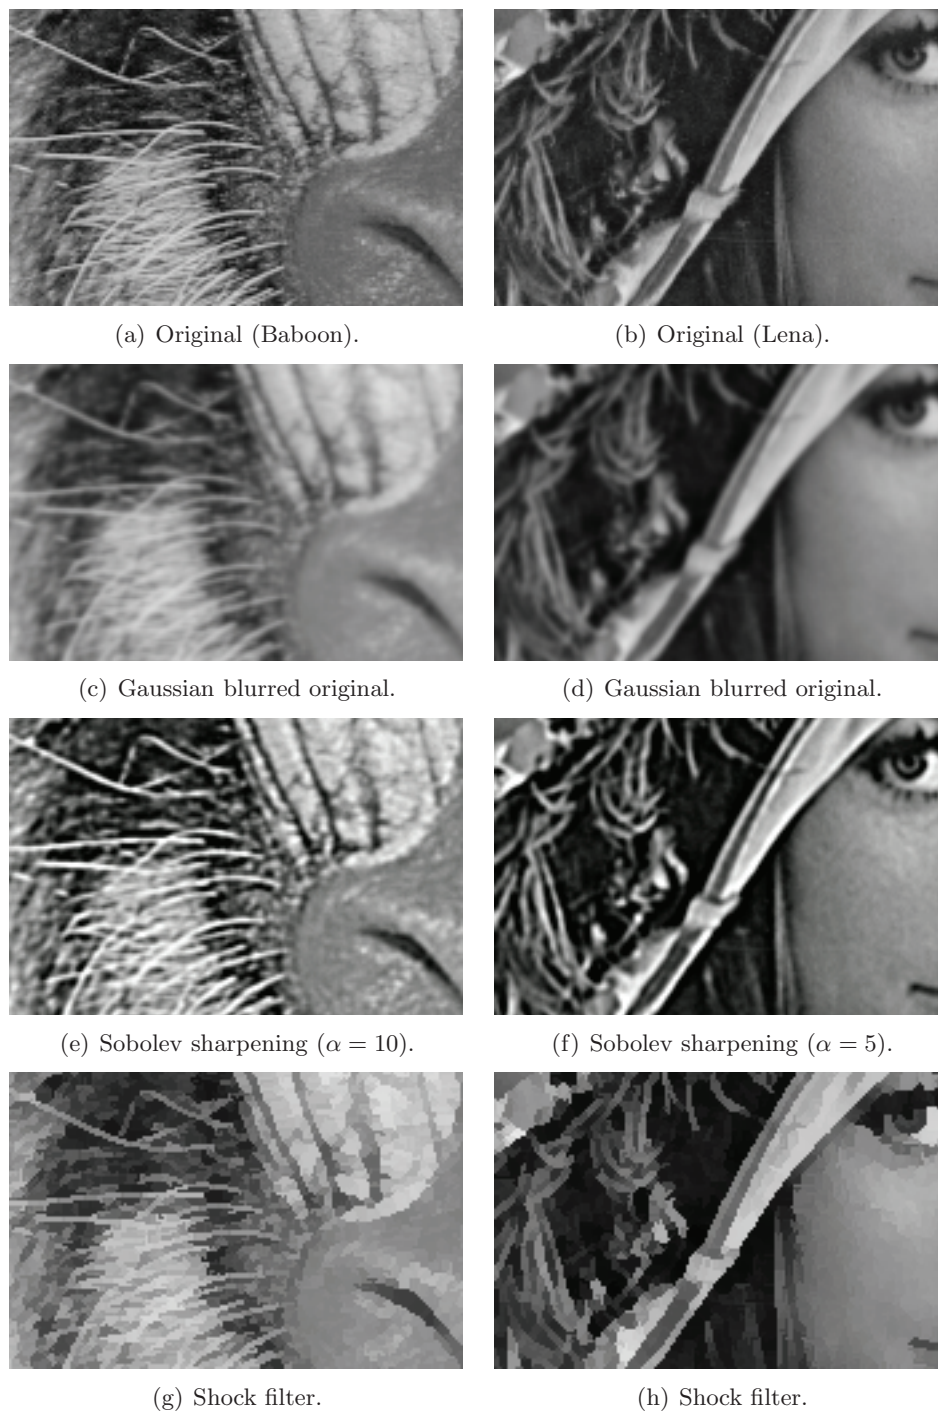 (a) Original (Baboon).
(b) Original (Lena).
(c) Gaussian blurred original.
(d) Gaussian blurred original.
(e) Sobolev sharpening (α = 10).
(f) Sobolev sharpening (α = 5).
(g) Shock filter.
(h) Shock filter.